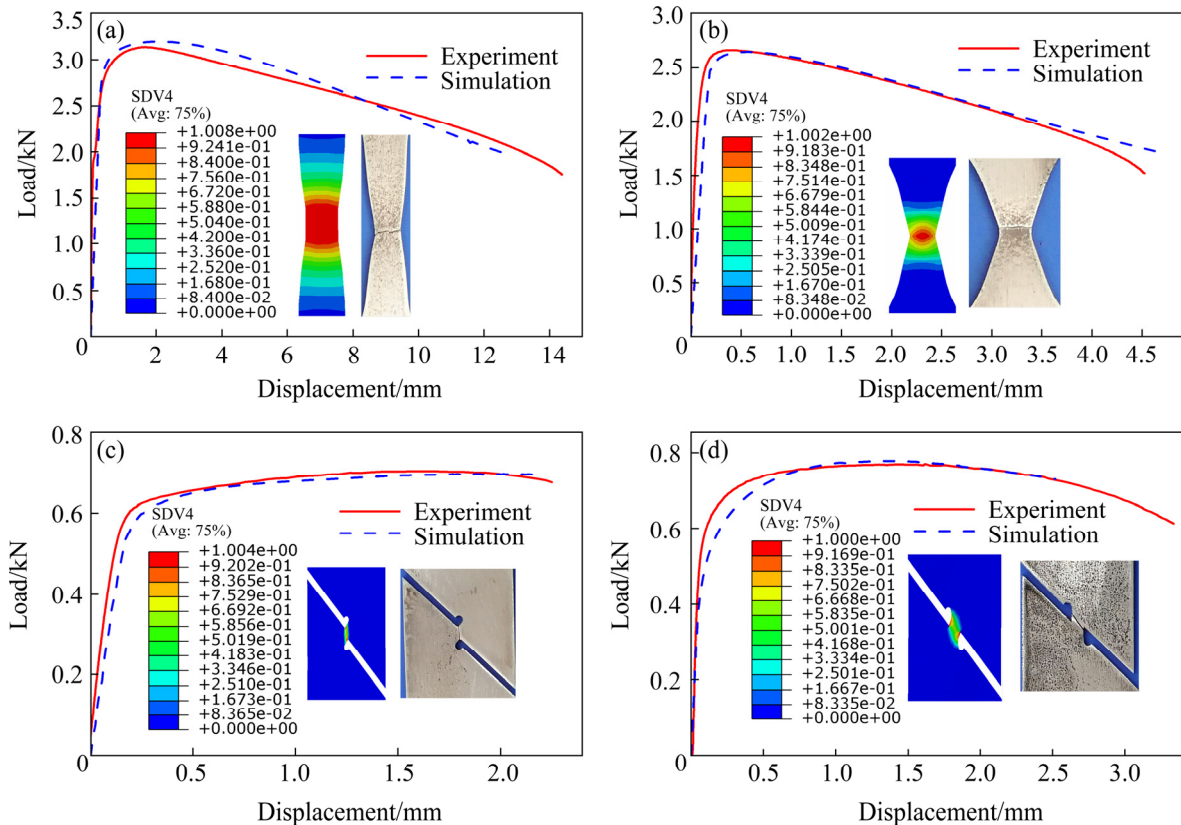 (a)
3.5
3.0
2.5
2.0
1.5
1.0
0.5
0
Load/kN
Experiment
Simulation
SDV4
(Avg: 75%)
+1.008e+00
+9.241e-01
+8.400e-01
+7.560e-01
+6.720e-01
+5.880e-01
+5.040e-01
+4.200e-01
+3.360e-01
+2.520e-01
+1.680e-01
+8.400e-02
+0.000e+00
2 4 6 8 10 12 14
Displacement/mm
(b)
3.0
2.5
2.0
1.5
1.0
0.5
0
Load/kN
Experiment
Simulation
SDV4
(Avg: 75%)
+1.002e+00
+9.183e-01
+8.348e-01
+7.514e-01
+6.679e-01
+5.844e-01
+5.009e-01
+4.174e-01
+3.339e-01
+2.505e-01
+1.670e-01
+8.348e-02
+0.000e+00
0.5 1.0 1.5 2.0 2.5 3.0 3.5 4.0 4.5
Displacement/mm
(c)
0.8
0.6
0.4
0.2
0
Load/kN
Experiment
Simulation
SDV4
(Avg: 75%)
+1.004e+00
+9.202e-01
+8.365e-01
+7.529e-01
+6.692e-01
+5.856e-01
+5.019e-01
+4.183e-01
+3.346e-01
+2.510e-01
+1.673e-01
+8.365e-02
+0.000e+00
0.5 1.0 1.5 2.0
Displacement/mm
(d)
0.8
0.6
0.4
0.2
0
Load/kN
Experiment
Simulation
SDV4
(Avg: 75%)
+1.000e+00
+9.169e-01
+8.335e-01
+7.502e-01
+6.668e-01
+5.835e-01
+5.001e-01
+4.168e-01
+3.334e-01
+2.501e-01
+1.667e-01
+8.335e-02
+0.000e+00
0.5 1.0 1.5 2.0 2.5 3.0
Displacement/mm